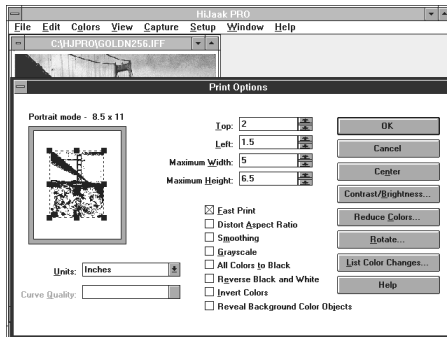 HiJaak PRO
File Edit Colors View Capture Setup Window Help
C:\HJPRO\GOLDN256.IFF
Print Options
Portrait mode - 8.5 x 11
Top: 2
Left: 1.5
Maximum Width: 5
Maximum Height: 6.5
Fast Print
Distort Aspect Ratio
Smoothing
Grayscale
All Colors to Black
Reverse Black and White
Invert Colors
Reveal Background Color Objects
Units: Inches
Curve Quality:
OK
Cancel
Center
Contrast/Brightness...
Reduce Colors...
Rotate...
List Color Changes...
Help